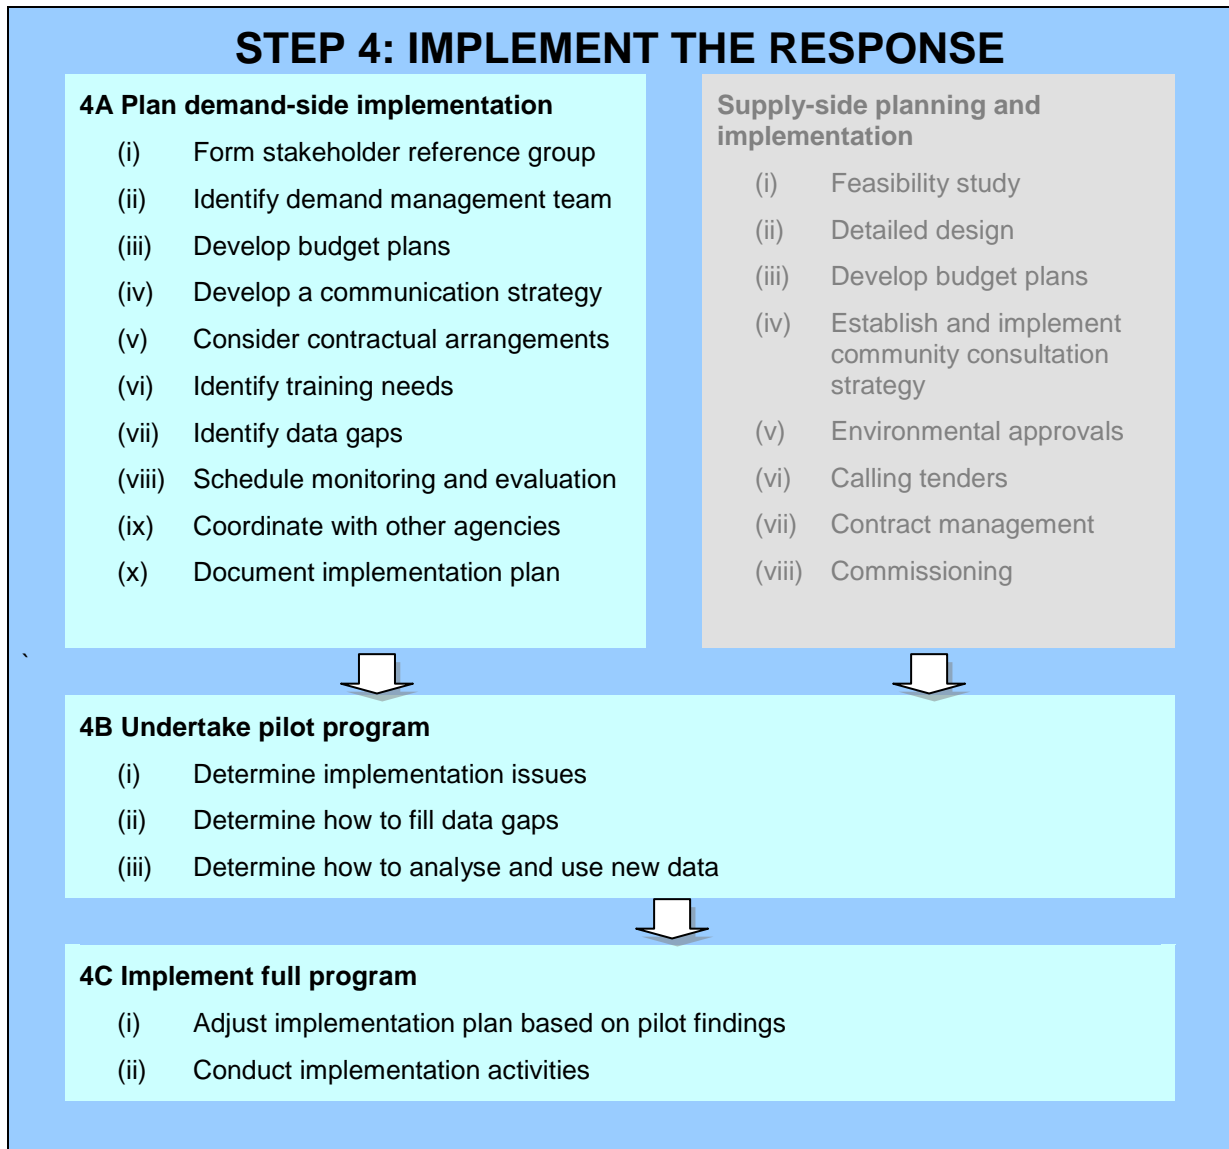 STEP 4: IMPLEMENT THE RESPONSE
4A Plan demand-side implementation
(i) Form stakeholder reference group
(ii) Identify demand management team
(iii) Develop budget plans
(iv) Develop a communication strategy
(v) Consider contractual arrangements
(vi) Identify training needs
(vii) Identify data gaps
(viii) Schedule monitoring and evaluation
(ix) Coordinate with other agencies
(x) Document implementation plan
Supply-side planning and
implementation
(i) Feasibility study
(ii) Detailed design
(iii) Develop budget plans
(iv) Establish and implement
community consultation
strategy
(v) Environmental approvals
(vi) Calling tenders
(vii) Contract management
(viii) Commissioning
`
4B Undertake pilot program
(i) Determine implementation issues
(ii) Determine how to fill data gaps
(iii) Determine how to analyse and use new data
4C Implement full program
(i) Adjust implementation plan based on pilot findings
(ii) Conduct implementation activities